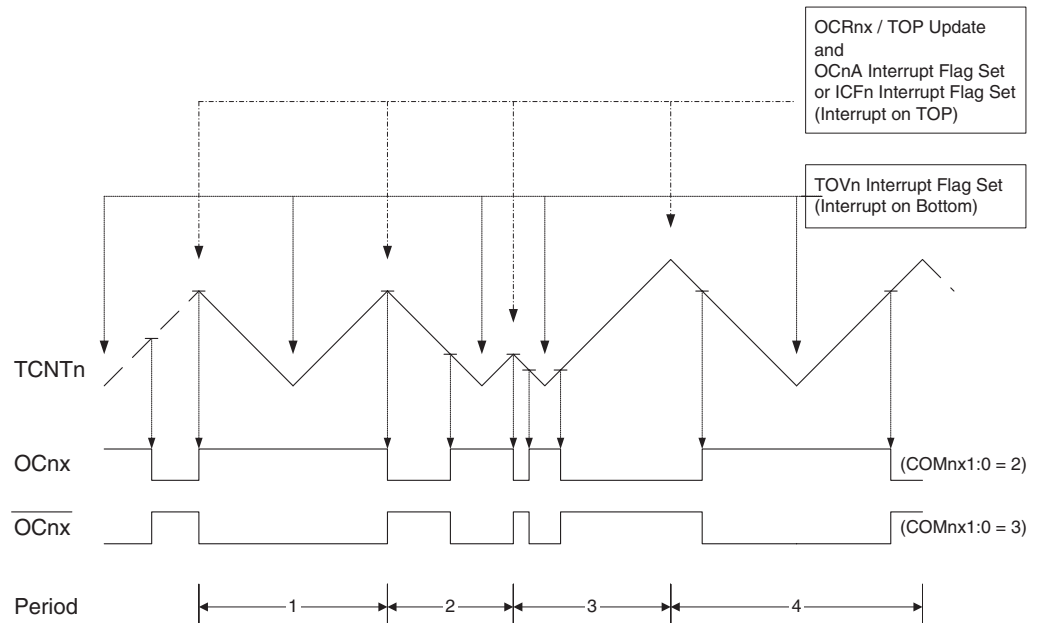 OCRnx / TOP Update
and
OCnA Interrupt Flag Set
or ICFn Interrupt Flag Set
(Interrupt on TOP)
TOVn Interrupt Flag Set
(Interrupt on Bottom)
TCNTn
OCnx
(COMnx1:0 = 2)
OCnx
(COMnx1:0 = 3)
Period
1
2
3
4